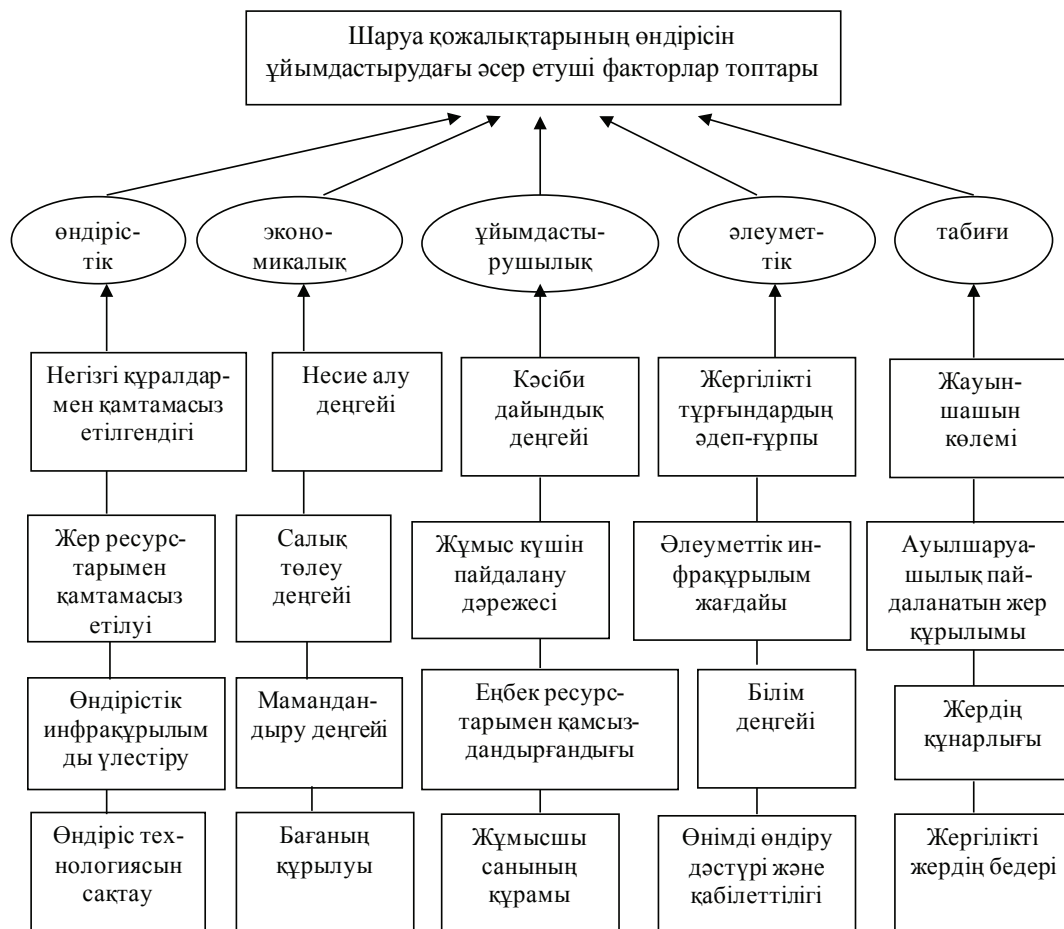 Шаруа қожалықтарының өндірісін
ұйымдастырудағы әсер етуші факторлар топтары
өндіріс-
тік
эконо-
микалық
ұйымдасты-
рушылық
әлеумет-
тік
табиғи
Негізгі құралдар-
мен қамтамасыз
етілгендігі
Несие алу
деңгейі
Кәсіби
дайындық
деңгейі
Жергілікті
тұрғындардың
әдеп-ғұрпы
Жауын-
шашын
көлемі
Жер ресурс-
тарымен
қамтамасыз
етілуі
Салық
төлеу
деңгейі
Жұмыс күшін
пайдалану
дәрежесі
Әлеуметтік ин-
фрақұрылым
жағдайы
Ауылшаруа-
шылық пай-
даланатын жер
құрылымы
Өндірістік
инфрақұрылым
ды үлестіру
Мамандан-
дыру деңгейі
Еңбек ресурс-
тарымен қамсыз-
дандырғандығы
Білім
деңгейі
Жердің
құнарлығы
Өндіріс тех-
нологиясын
сақтау
Бағаның
құрылуы
Жұмысшы
санының
құрамы
Өнімді өндіру
дәстүрі және
қабілеттілігі
Жергілікті
жердің бедері